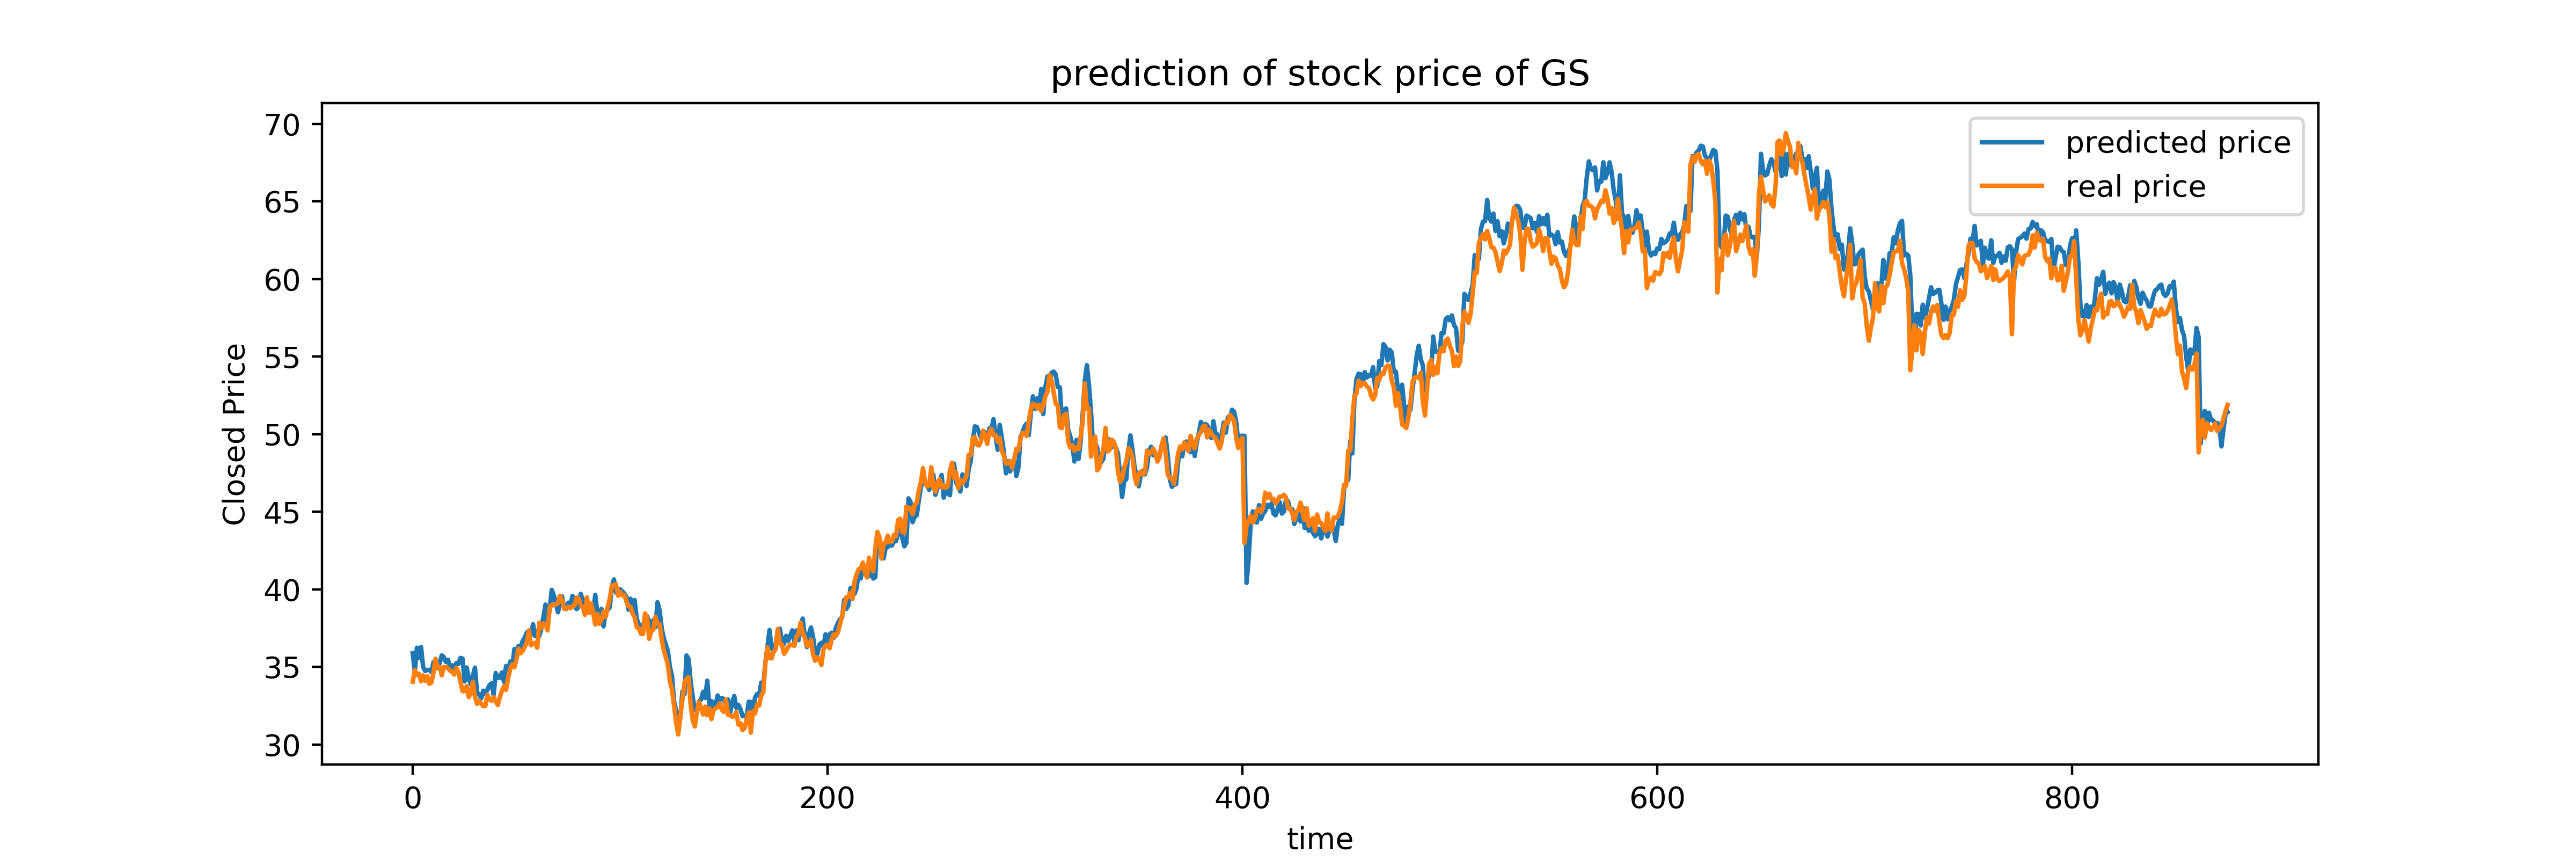 prediction of stock price of GS
predicted price
real price
Closed Price
70
65
60
55
50
45
40
35
30
0 200 400 600 800
time